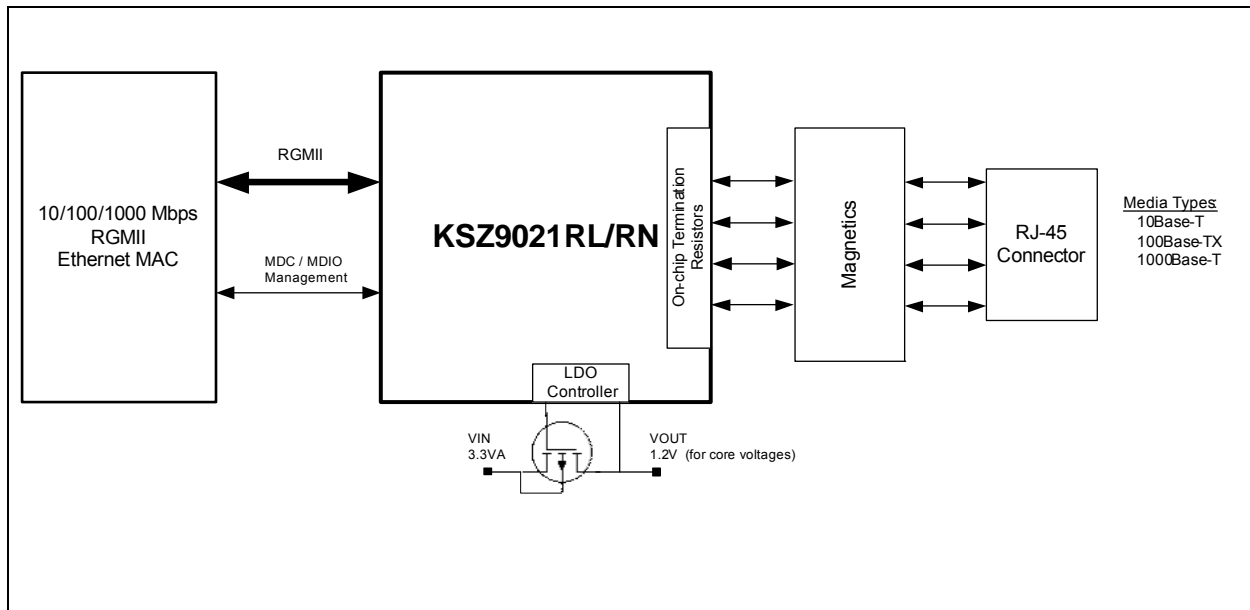 10/100/1000 Mbps
RGMII
Ethernet MAC
RGMII
MDC / MDIO
Management
KSZ9021RL/RN
On-chip Termination
Resistors
LDO
Controller
VIN
3.3VA
VOUT
1.2V (for core voltages)
Magnetics
RJ-45
Connector
Media Types:
10Base-T
100Base-TX
1000Base-T